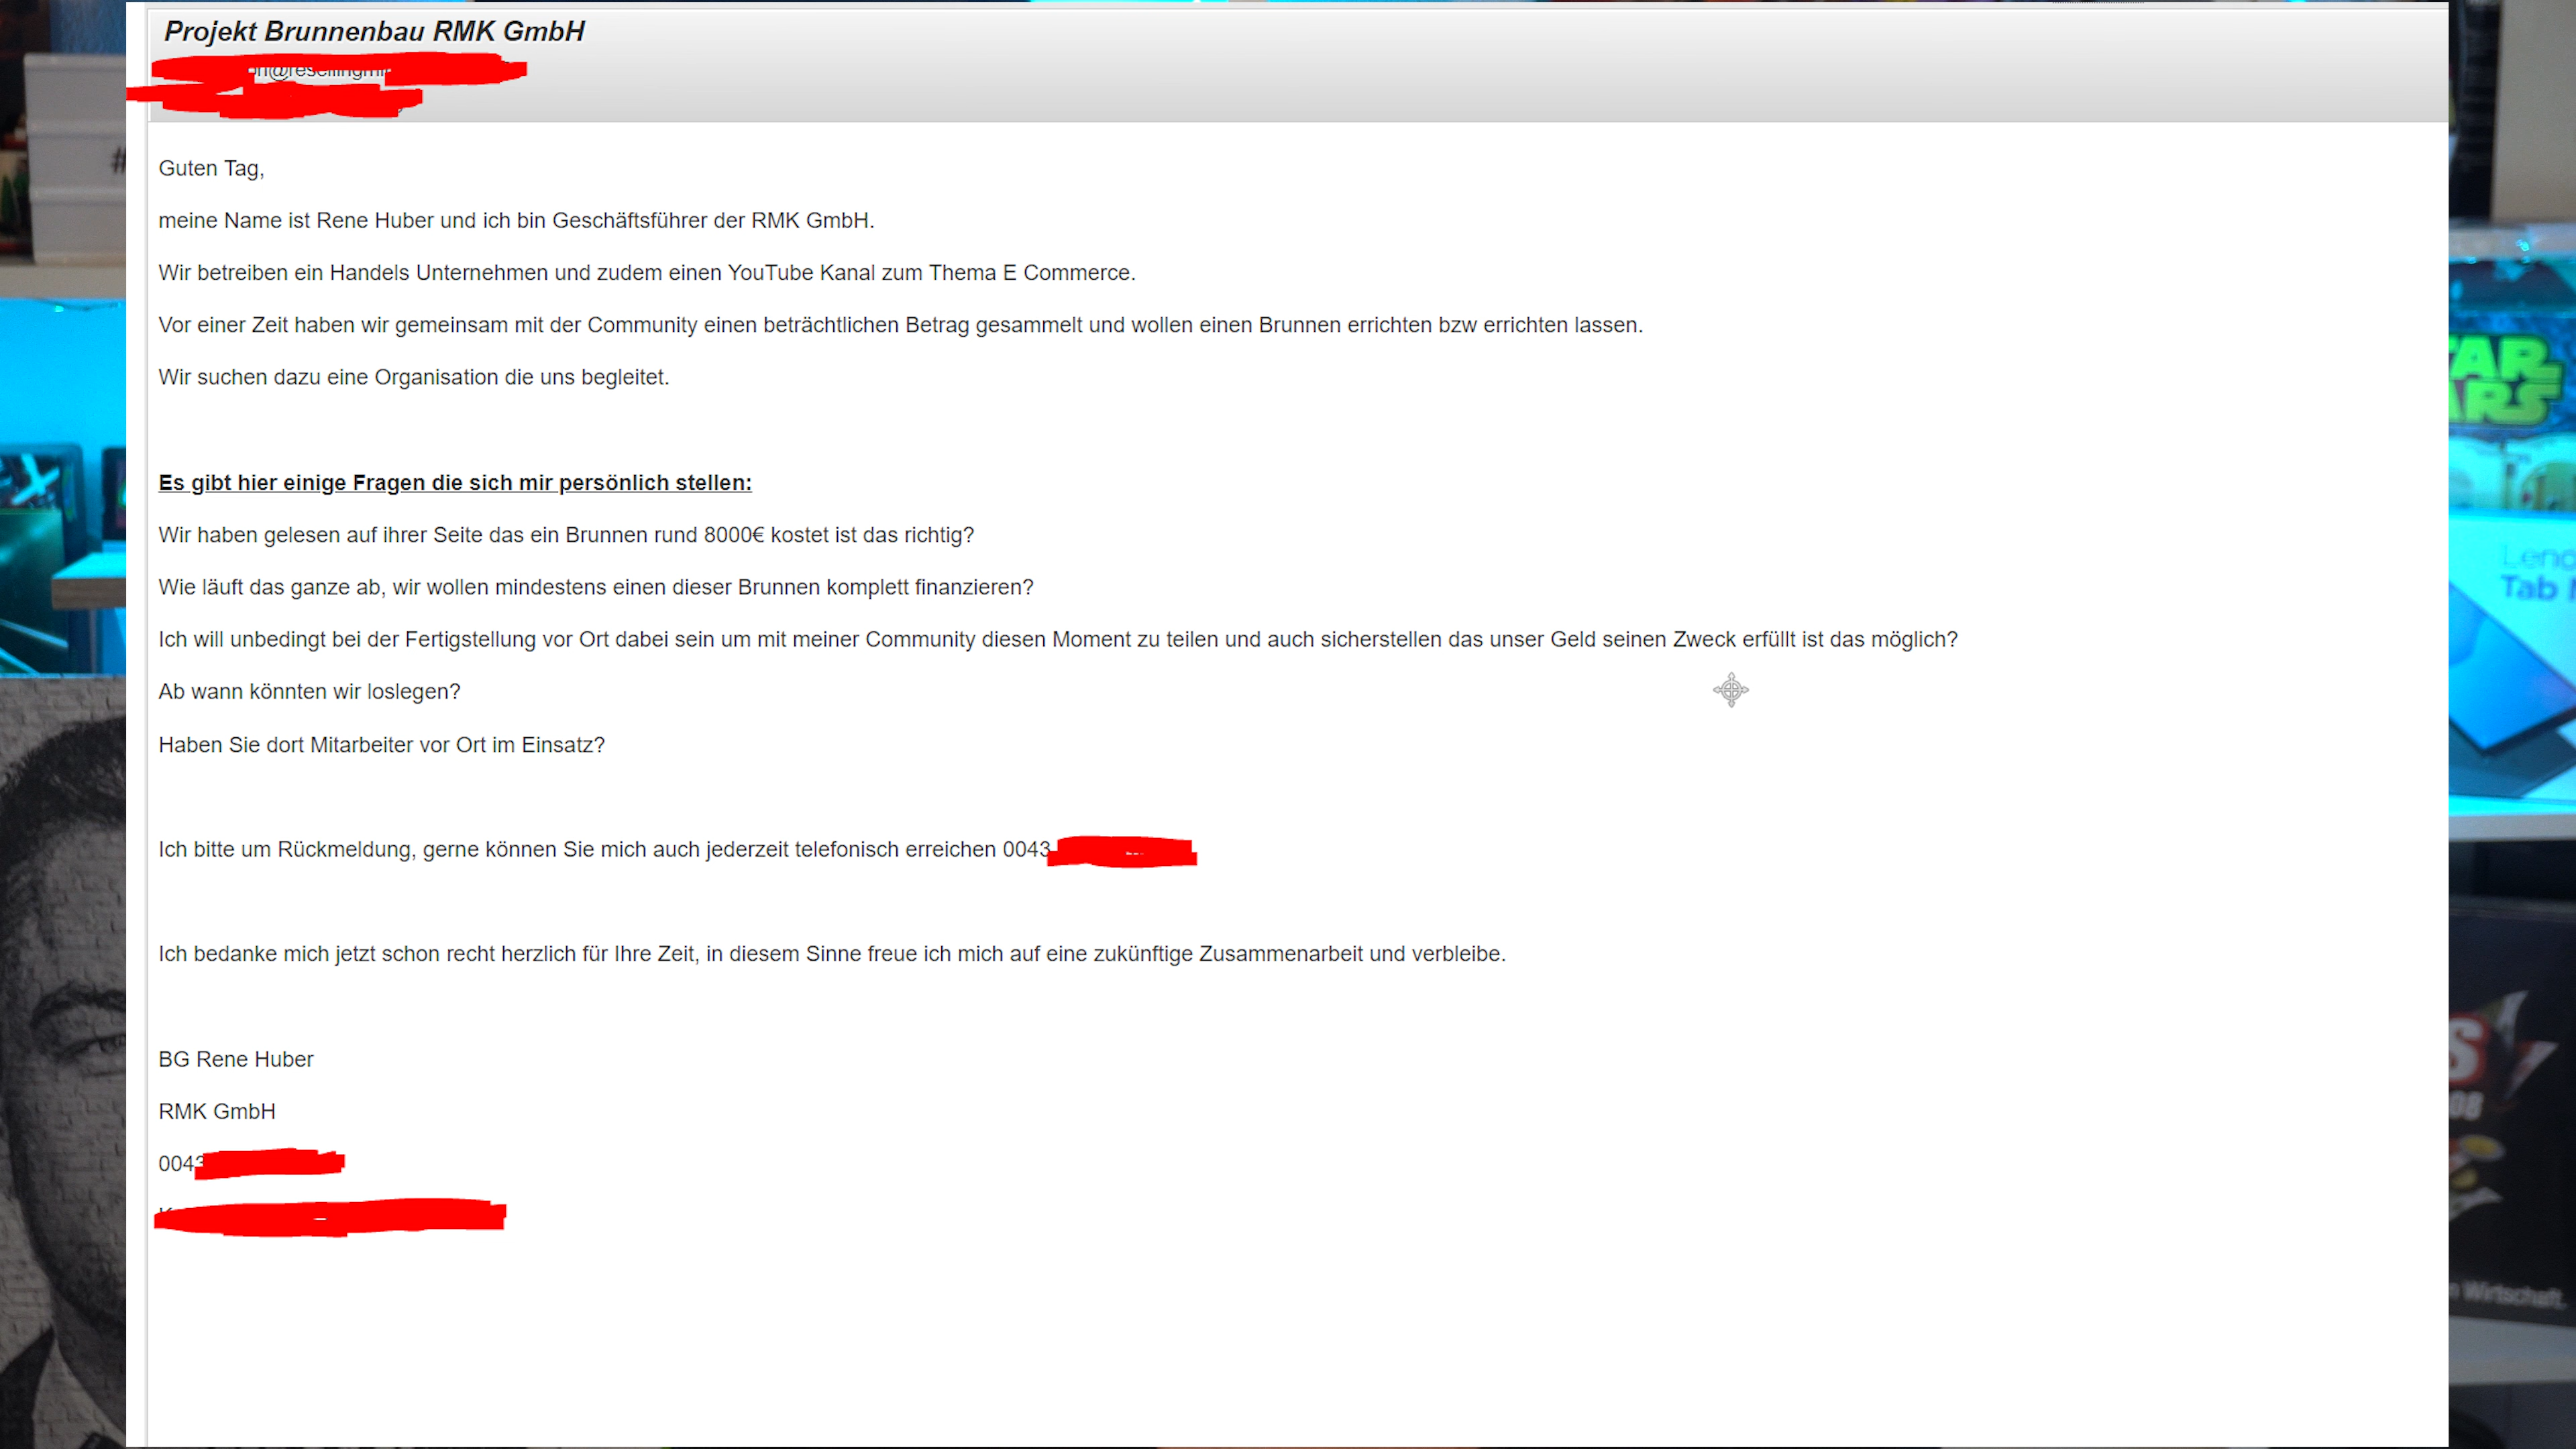 Projekt Brunnenbau RMK GmbH
Guten Tag,
meine Name ist Rene Huber und ich bin Geschäftsführer der RMK GmbH.
Wir betreiben ein Handels Unternehmen und zudem einen YouTube Kanal zum Thema E Commerce.
Vor einer Zeit haben wir gemeinsam mit der Community einen beträchtlichen Betrag gesammelt und wollen einen Brunnen errichten bzw errichten lassen.
Wir suchen dazu eine Organisation die uns begleitet.
Es gibt hier einige Fragen die sich mir persönlich stellen:
Wir haben gelesen auf ihrer Seite das ein Brunnen rund 8000€ kostet ist das richtig?
Wie läuft das ganze ab, wir wollen mindestens einen dieser Brunnen komplett finanzieren?
Ich will unbedingt bei der Fertigstellung vor Ort dabei sein um mit meiner Community diesen Moment zu teilen und auch sicherstellen das unser Geld seinen Zweck erfüllt ist das möglich?
Ab wann könnten wir loslegen?
Haben Sie dort Mitarbeiter vor Ort im Einsatz?
Ich bitte um Rückmeldung, gerne können Sie mich auch jederzeit telefonisch erreichen 0043
Ich bedanke mich jetzt schon recht herzlich für Ihre Zeit, in diesem Sinne freue ich mich auf eine zukünftige Zusammenarbeit und verbleibe.
BG Rene Huber
RMK GmbH
0043
#
Tab
Wirtschaft.